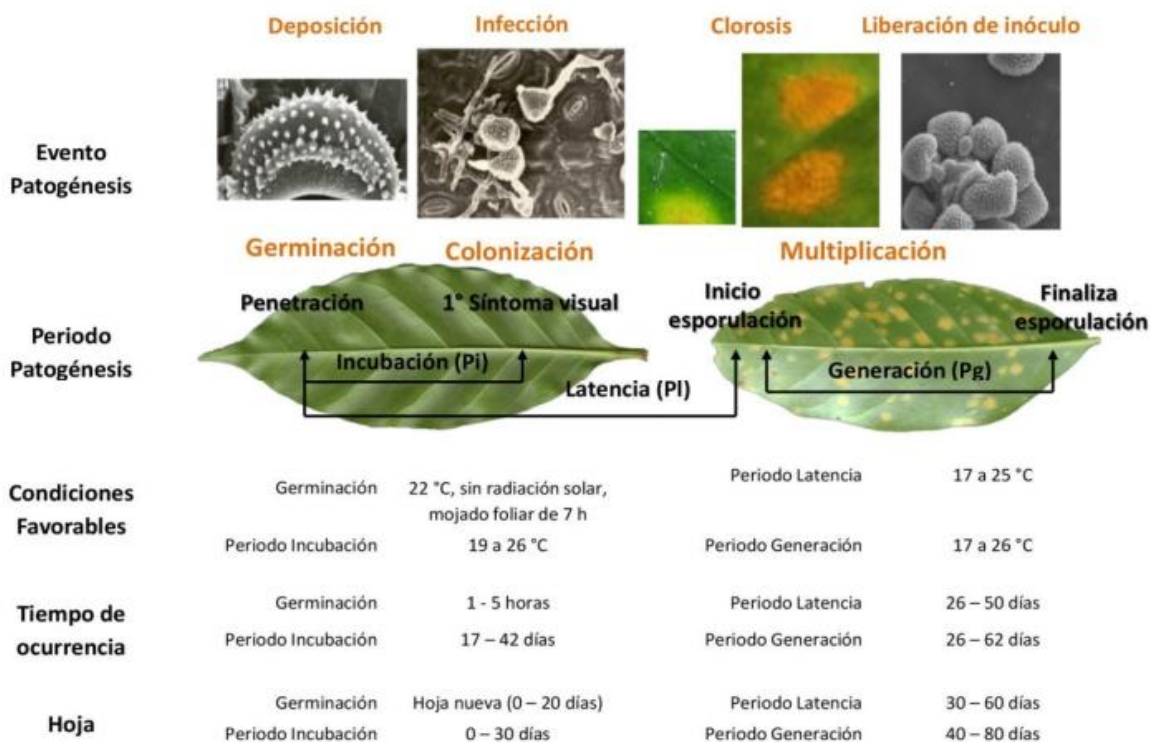 Deposición
Infección
Clorosis
Liberación de inóculo
Evento
Patogénesis
Germinación
Colonización
Multiplicación
Penetración
1° Síntoma visual
Inicio
esporulación
Finaliza
esporulación
Periodo
Patogénesis
Incubación (Pi)
Latencia (Pl)
Generación (Pg)
Condiciones
Favorables
Germinación
22 °C, sin radiación solar,
mojado foliar de 7 h
Periodo Latencia
17 a 25 °C
Periodo Incubación
19 a 26 °C
Periodo Generación
17 a 26 °C
Tiempo de
ocurrencia
Germinación
1 - 5 horas
Periodo Latencia
26 – 50 días
Periodo Incubación
17 – 42 días
Periodo Generación
26 – 62 días
Hoja
Germinación
Hoja nueva (0 – 20 días)
Periodo Latencia
30 – 60 días
Periodo Incubación
0 – 30 días
Periodo Generación
40 – 80 días